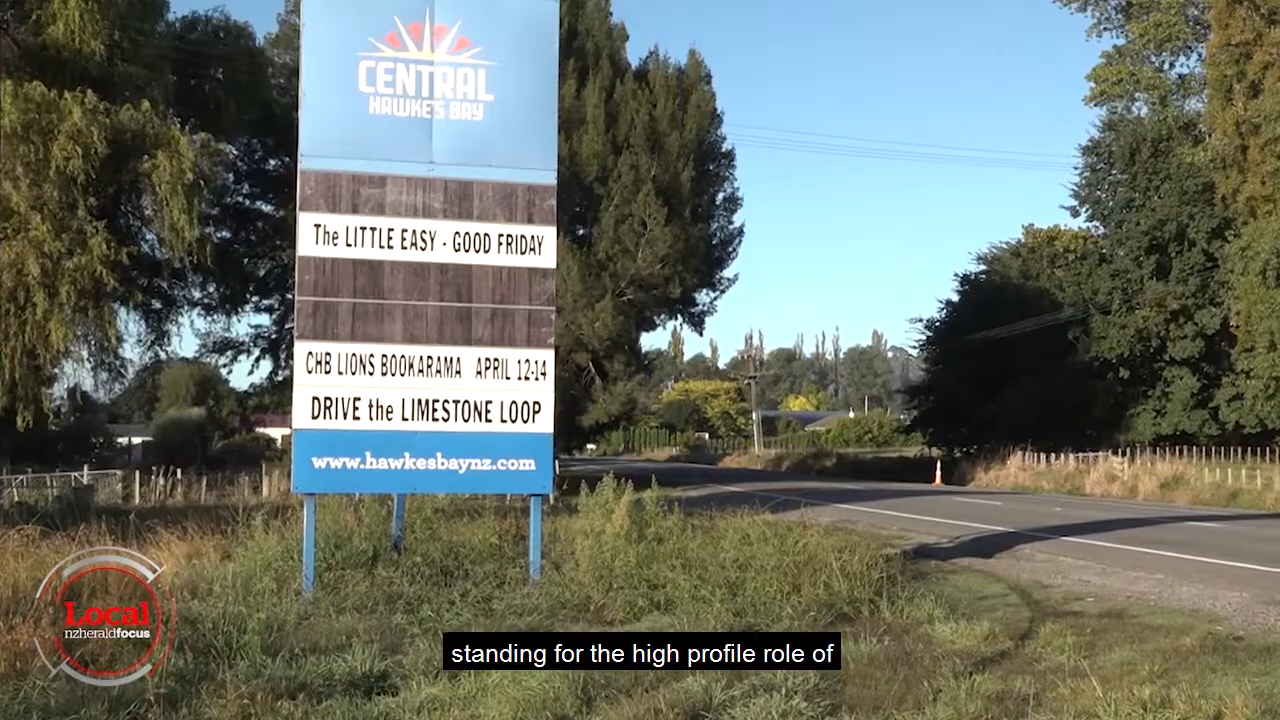 CENTRAL
HAWKE'S BAY
The LITTLE EASY - GOOD FRIDAY
CHB LIONS BOOKARAMA APRIL 12-14
DRIVE the LIMESTONE LOOP
www.hawkesbaynz.com
Local
nzheraldfocus
standing for the high profile role of